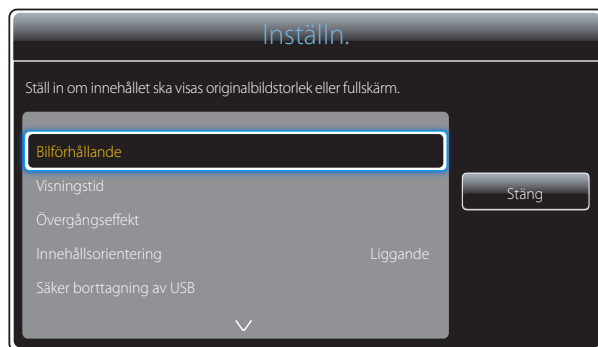 Inställn.
Ställ in om innehållet ska visas originalbildstorlek eller fullskärm.
Bilförhållande
Visningstid
Övergångseffekt
Innehållsorientering Liggande
Säker borttagning av USB
Stäng